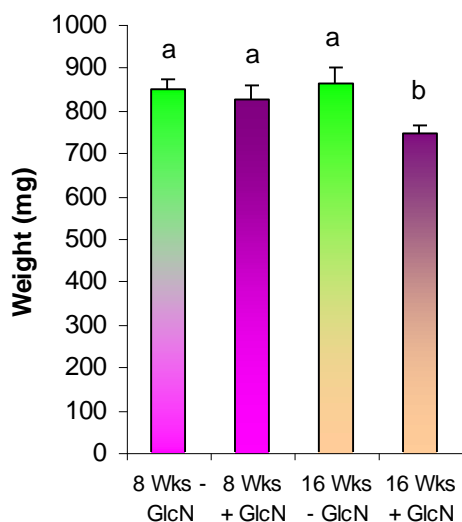 1000
900
800
700
600
500
400
300
200
100
0
Weight (mg)
a
a
a
b
8 Wks -
GlcN
8 Wks
+ GlcN
16 Wks
- GlcN
16 Wks
+ GlcN